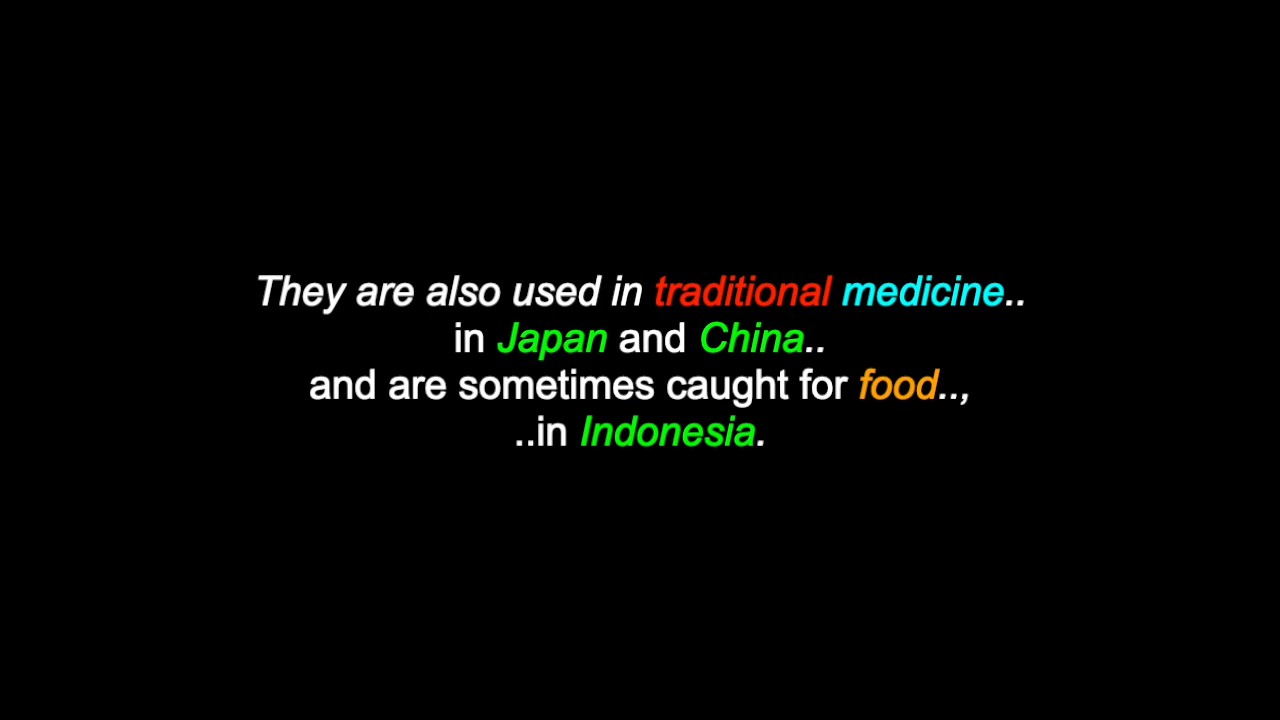 They are also used in traditional medicine..
in Japan and China..
and are sometimes caught for food..,
..in Indonesia.